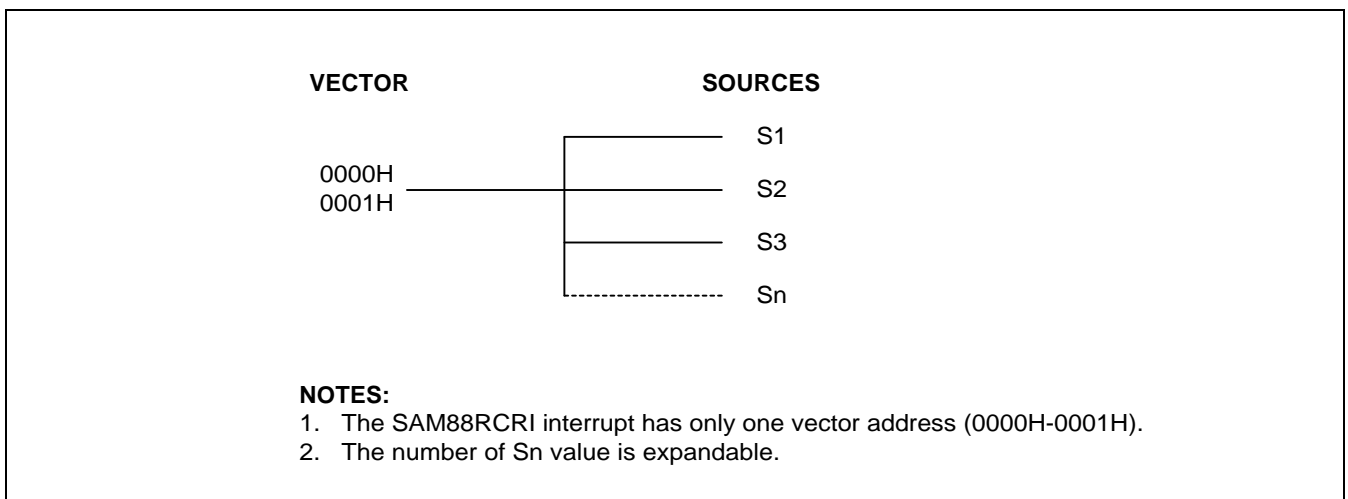 VECTOR SOURCES
S1
0000H
0001H
S2
S3
Sn
NOTES:
1. The SAM88RCRI interrupt has only one vector address (0000H-0001H).
2. The number of Sn value is expandable.